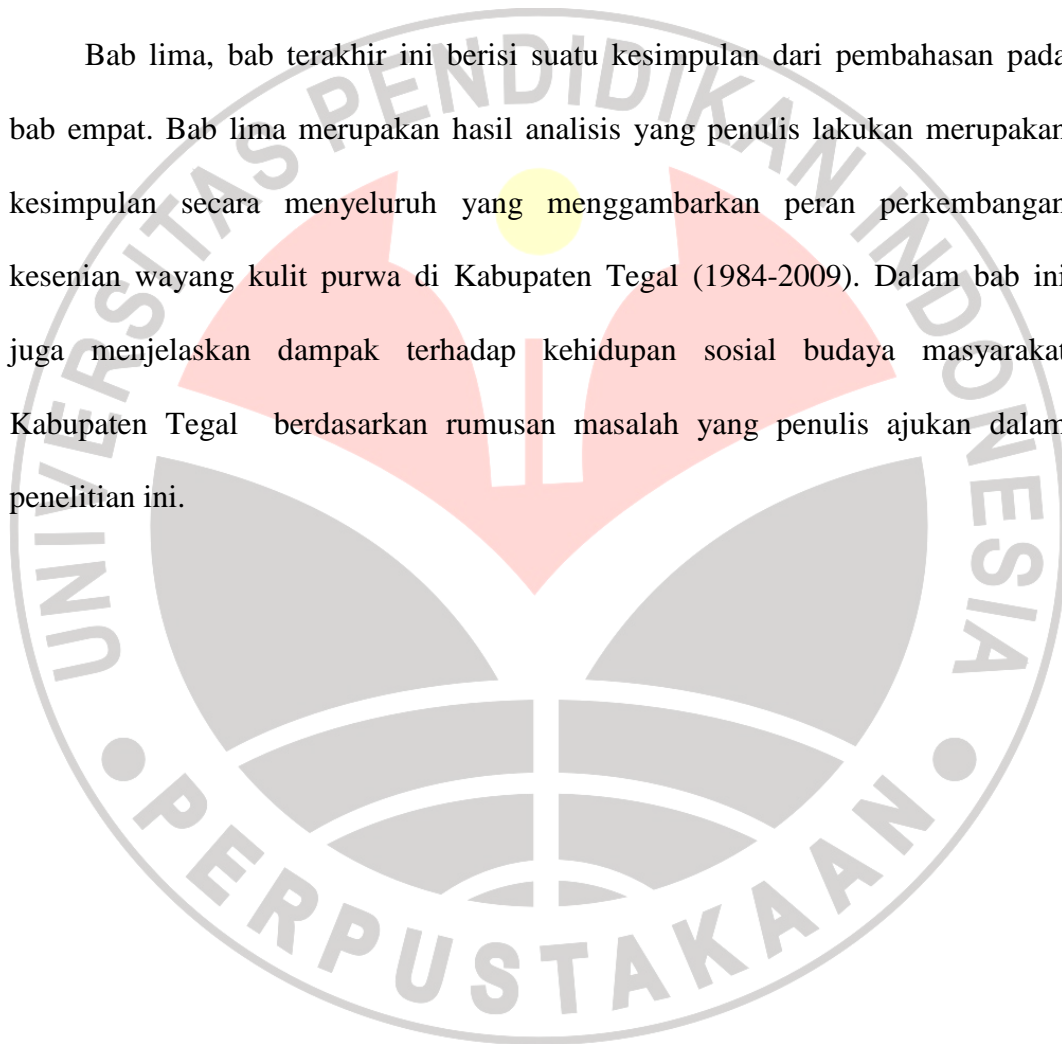 Bab lima, bab terakhir ini berisi suatu kesimpulan dari pembahasan pada
bab empat. Bab lima merupakan hasil analisis yang penulis lakukan merupakan
kesimpulan secara menyeluruh yang menggambarkan peran perkembangan
kesenian wayang kulit purwa di Kabupaten Tegal (1984-2009). Dalam bab ini
juga menjelaskan dampak terhadap kehidupan sosial budaya masyarakat
Kabupaten Tegal berdasarkan rumusan masalah yang penulis ajukan dalam
penelitian ini.
UNIVERSITAS PENDIDIKAN INDONESIA
PERPUSTAKAAN